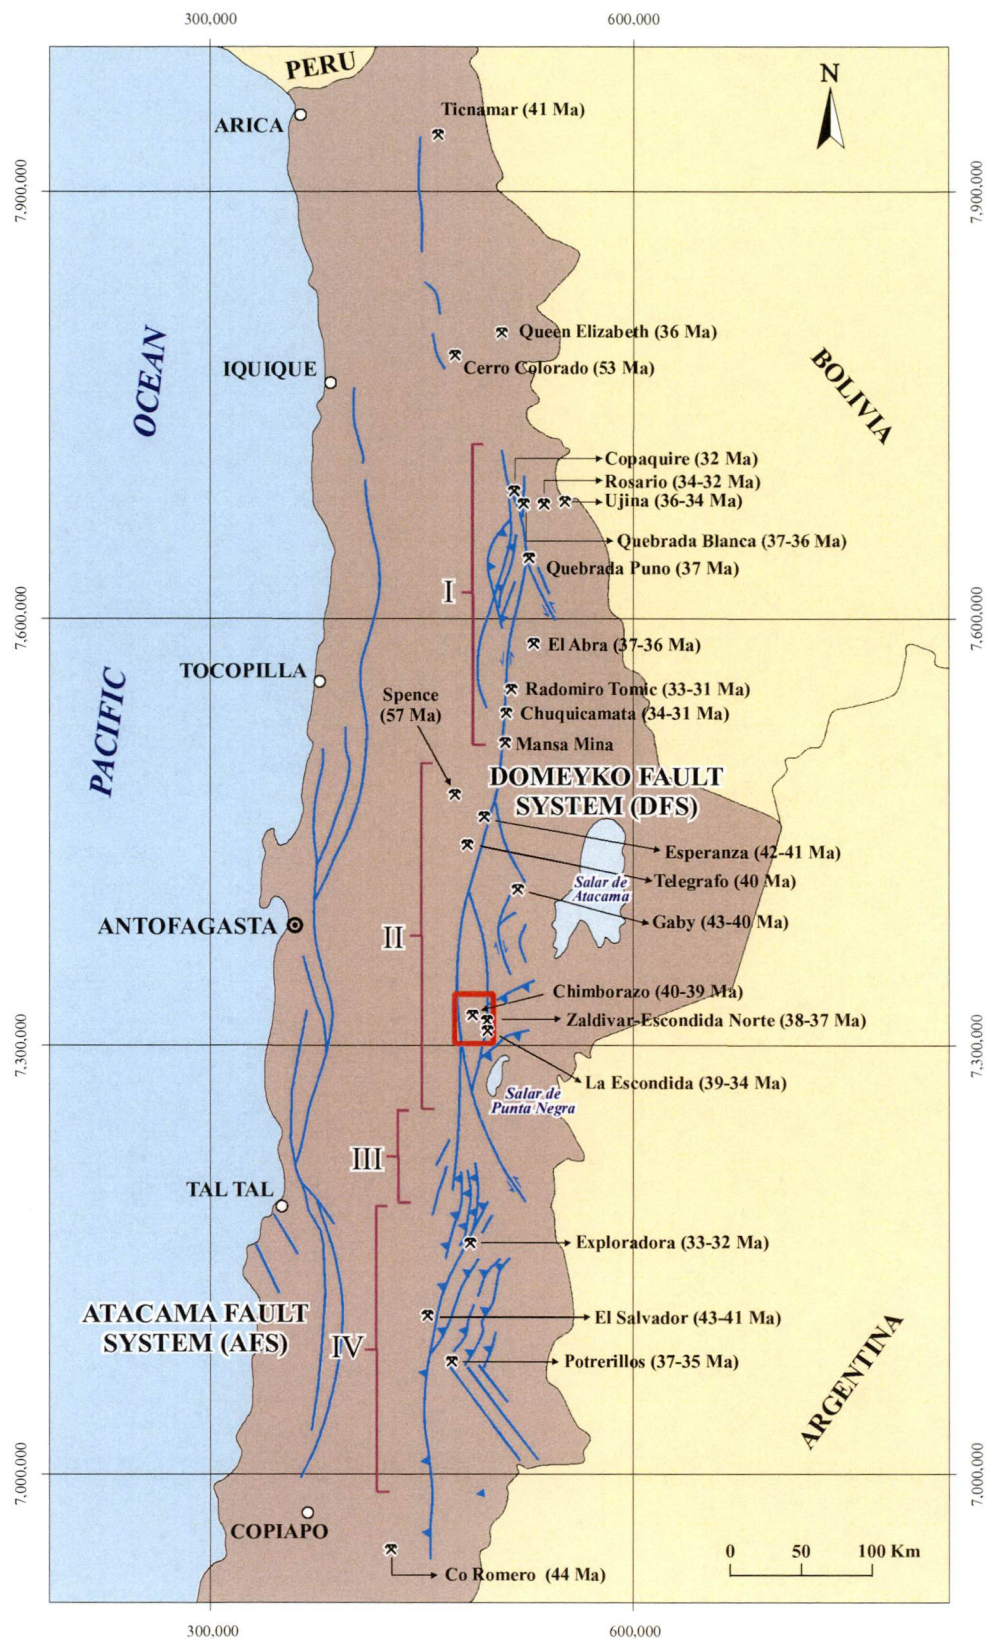 300,000
600,000
PERU
N
ARICA
Ticnamar (41 Ma)
7,900,000
7,900,000
OCEAN
Queen Elizabeth (36 Ma)
IQUIQUE
Cerro Colorado (53 Ma)
BOLIVIA
Copaquire (32 Ma)
Rosario (34-32 Ma)
Ujina (36-34 Ma)
Quebrada Blanca (37-36 Ma)
Quebrada Puno (37 Ma)
I
7,600,000
7,600,000
El Abra (37-36 Ma)
TOCOPILLA
Radomiro Tomic (33-31 Ma)
Spence
(57 Ma)
Chuquicamata (34-31 Ma)
PACIFIC
Mansa Mina
DOMEYKO FAULT
SYSTEM (DFS)
Esperanza (42-41 Ma)
Telegrafo (40 Ma)
Salar de
Atacama
Gaby (43-40 Ma)
ANTOFAGASTA
II
Chimborazo (40-39 Ma)
Zaldivar-Escondida Norte (38-37 Ma)
7,300,000
7,300,000
La Escondida (39-34 Ma)
Salar de
Punta Negra
III
TAL TAL
Exploradora (33-32 Ma)
ATACAMA FAULT
SYSTEM (AFS)
El Salvador (43-41 Ma)
IV
Potrerillos (37-35 Ma)
ARGENTINA
7,000,000
7,000,000
COPIAPO
0 50 100 Km
Co Romero (44 Ma)
300,000
600,000